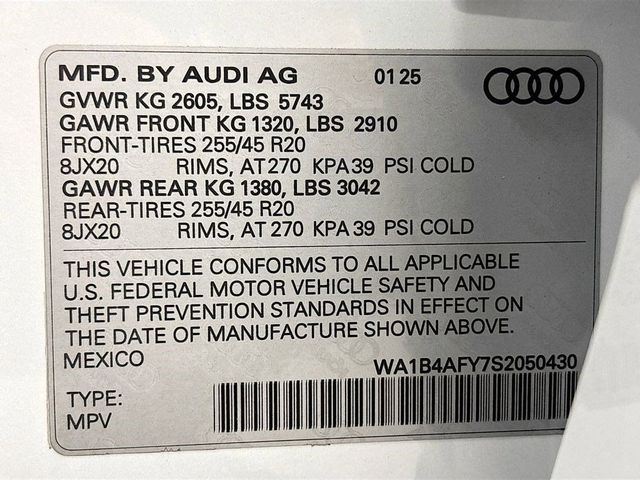 MFD. BY AUDI AG 01 25
GVWR KG 2605, LBS 5743
GAWR FRONT KG 1320, LBS 2910
FRONT-TIRES 255/45 R20
8JX20 RIMS, AT 270 KPA 39 PSI COLD
GAWR REAR KG 1380, LBS 3042
REAR-TIRES 255/45 R20
8JX20 RIMS, AT 270 KPA 39 PSI COLD
THIS VEHICLE CONFORMS TO ALL APPLICABLE
U.S. FEDERAL MOTOR VEHICLE SAFETY AND
THEFT PREVENTION STANDARDS IN EFFECT ON
THE DATE OF MANUFACTURE SHOWN ABOVE.
MEXICO WA1B4AFY7S2050430
TYPE:
MPV